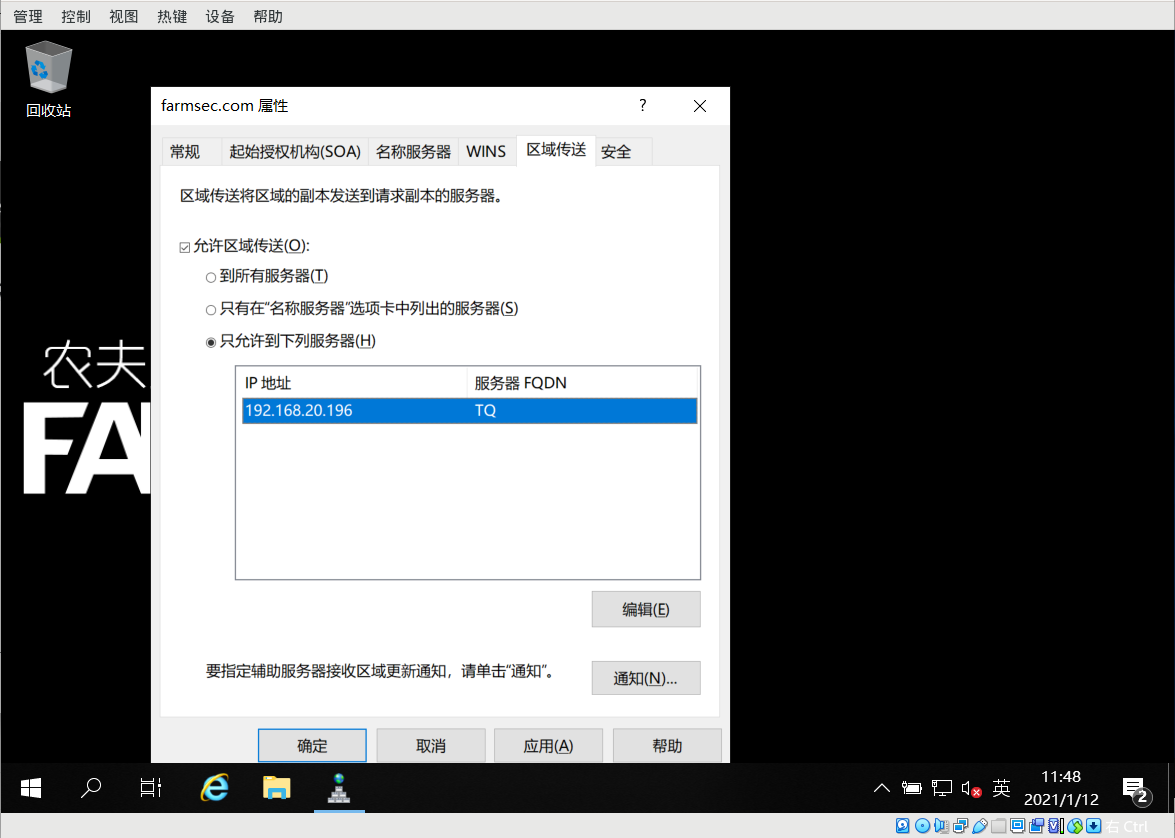 管理 控制 视图 热键 设备 帮助
回收站
farmsec.com 属性
常规 起始授权机构(SOA) 名称服务器 WINS 区域传送 安全
区域传送将区域的副本发送到请求副本的服务器。
允许区域传送(O):
到所有服务器(T)
只有在“名称服务器”选项卡中列出的服务器(S)
只允许到下列服务器(H)
IP 地址 服务器 FQDN
192.168.20.196 TQ
农夫
FA
编辑(E)
要指定辅助服务器接收区域更新通知，请单击“通知”。
通知(N)...
确定 取消 应用(A) 帮助
英
11:48
2021/1/12
2
右 Ctrl